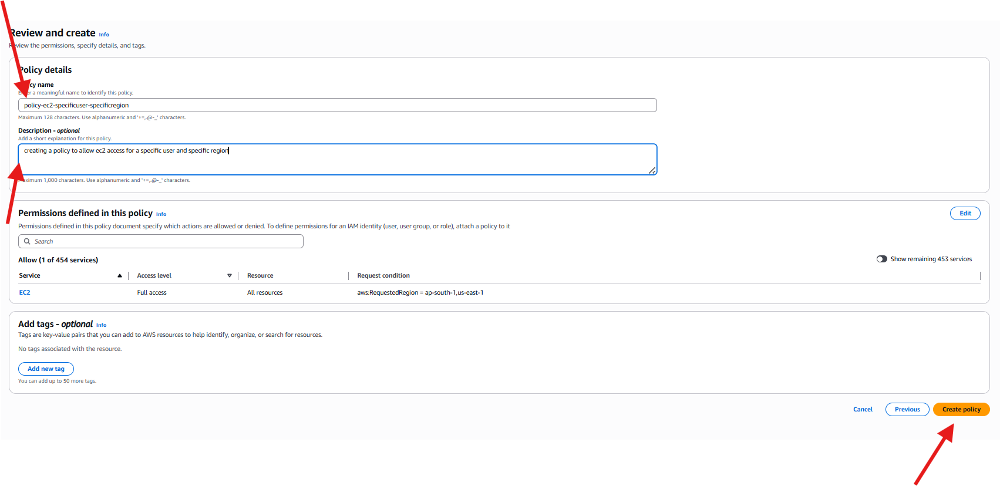 Review and create Info
Review the permissions, specify details, and tags.
Policy details
cy name
a meaningful name to identify this policy.
policy-ec2-specificuser-specificregion
Maximum 128 characters. Use alphanumeric and '+=,.@-_' characters.
Description - optional
Add a short explanation for this policy.
creating a policy to allow ec2 access for a specific user and specific region
Maximum 1,000 characters. Use alphanumeric and '+=,.@-_' characters.
Permissions defined in this policy Info
Edit
Permissions defined in this policy document specify which actions are allowed or denied. To define permissions for an IAM identity (user, user group, or role), attach a policy to it
Search
Allow (1 of 454 services)
Show remaining 453 services
Service Access level Resource Request condition
EC2 Full access All resources aws:RequestedRegion = ap-south-1,us-east-1
Add tags - optional Info
Tags are key-value pairs that you can add to AWS resources to help identify, organize, or search for resources.
No tags associated with the resource.
Add new tag
You can add up to 50 more tags.
Cancel Previous Create policy